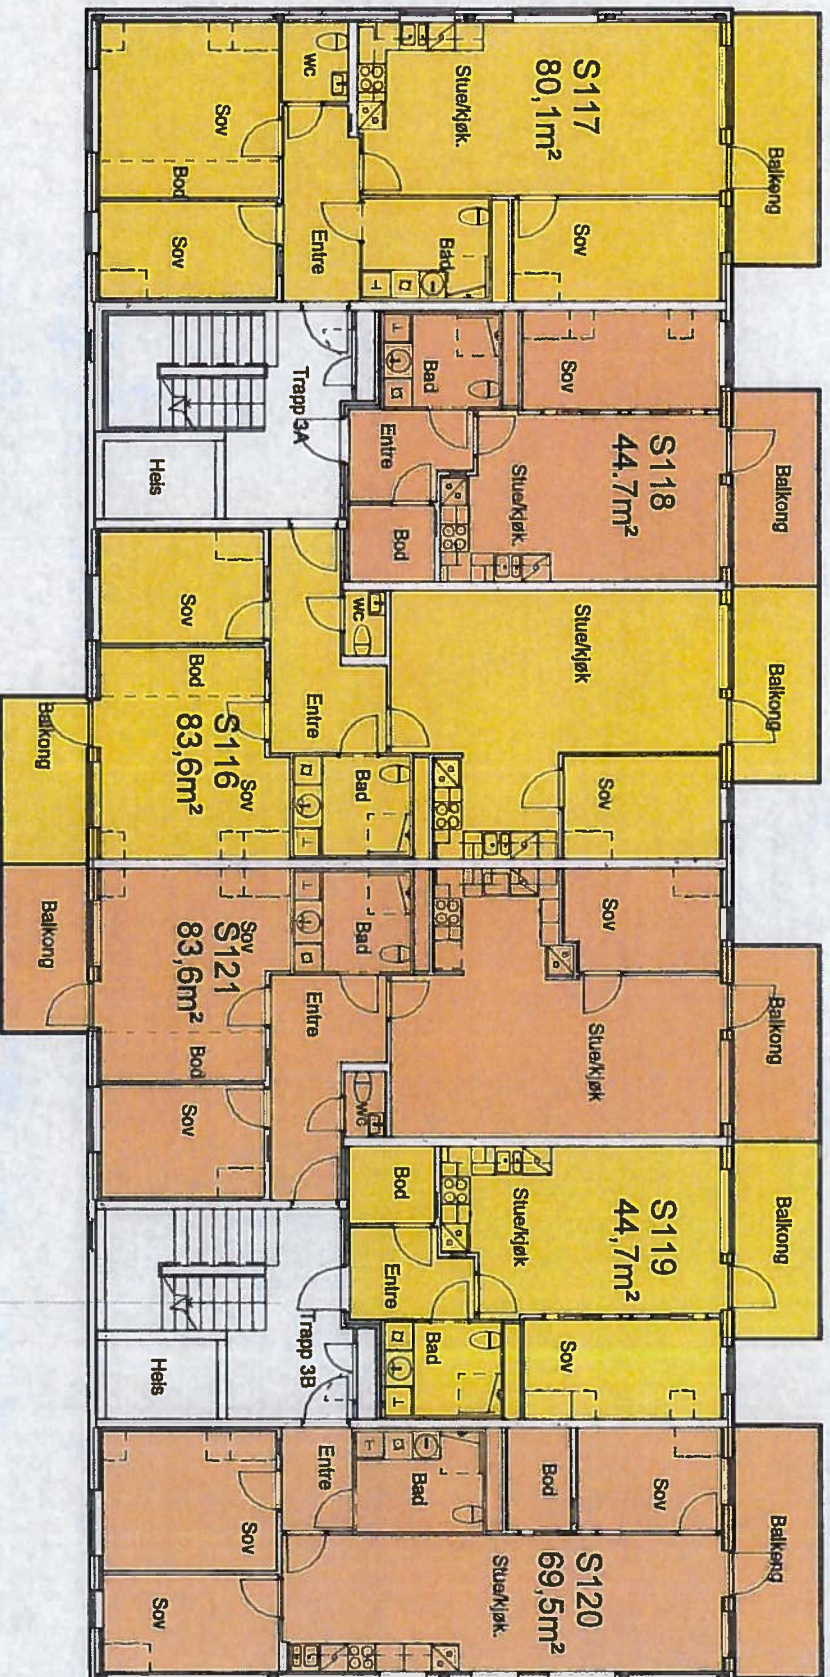 S117
80,1m²
Stue/kjøk.
Balkong
wc
Sov
Bod
Sov
Entre
Bad
Sov
Trapp 3A
Heis
S118
44.7m²
Stue/kjøk.
Balkong
Sov
Bad
Entre
Bod
S116
83,6m²
Stue/kjøk
Balkong
wc
Sov
Bod
Entre
Sov
Bad
Sov
Balkong
S121
83,6m²
Sov
Bad
Sov
Balkong
Balkong
Entre
Stue/kjøk
Bod
wc
Sov
S119
44,7m²
Stue/kjøk
Balkong
Bod
Entre
Bad
Sov
Trapp 3B
Heis
S120
69,5m²
Stue/kjøk.
Balkong
Entre
Bad
Bod
Sov
Sov
Sov